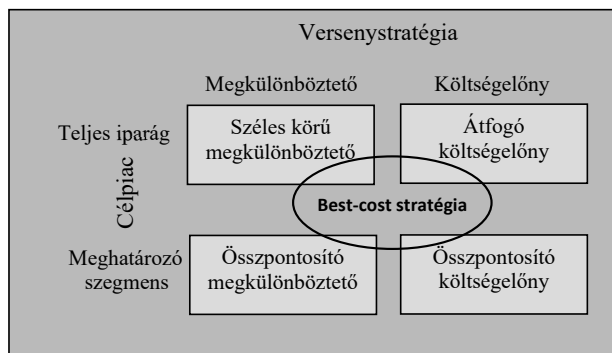 Versenystratégia
Megkülönböztető Költségelőny
Teljes iparág
Széles körű
megkülönböztető
Átfogó
költségelőny
Célpiac
Best-cost stratégia
Meghatározó
szegmens
Összpontosító
megkülönböztető
Összpontosító
költségelőny